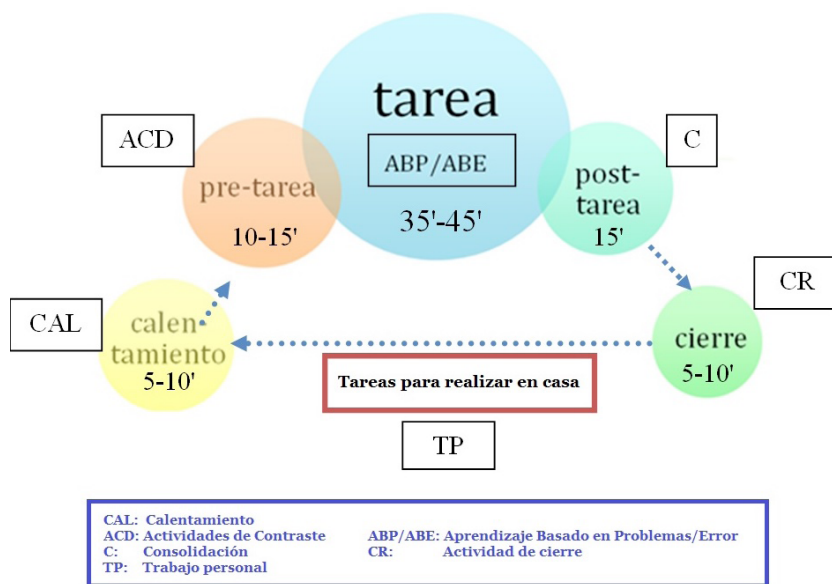 tarea
ACD
C
ABP/ABE
pre-tarea
post-
tarea
35'-45'
10-15'
15'
CR
CAL
calen-
tamiento
5-10'
cierre
5-10'
Tareas para realizar en casa
TP
CAL: Calentamiento
ACD: Actividades de Contraste ABP/ABE: Aprendizaje Basado en Problemas/Error
C: Consolidación CR: Actividad de cierre
TP: Trabajo personal